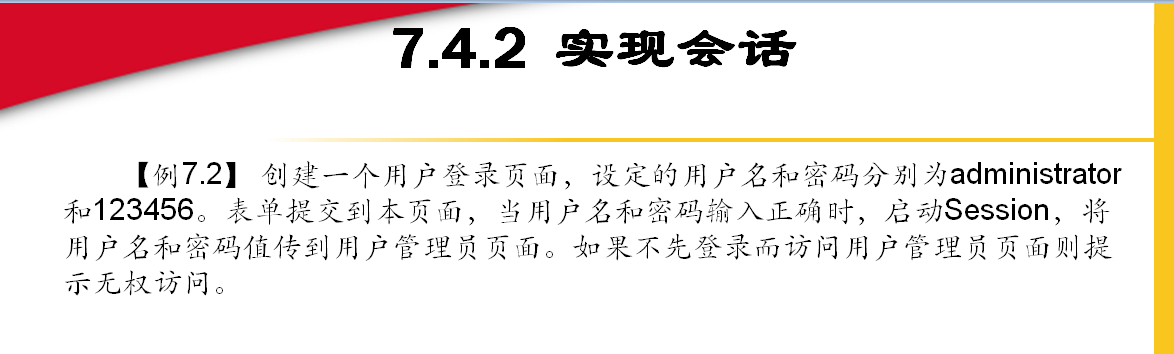 7.4.2 实现会话
【例7.2】 创建一个用户登录页面，设定的用户名和密码分别为administrator
和123456。表单提交到本页面，当用户名和密码输入正确时，启动Session，将
用户名和密码值传到用户管理员页面。如果不先登录而访问用户管理员页面则提
示无权访问。